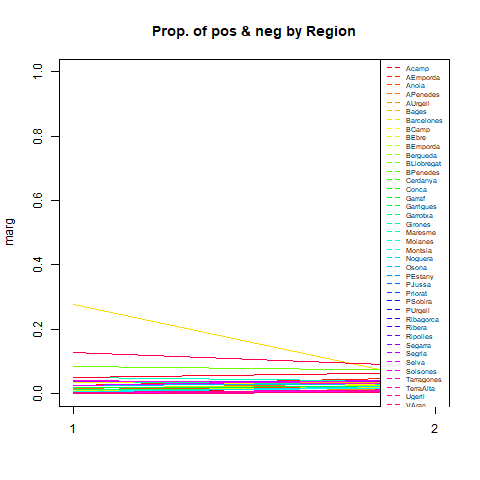 Prop. of pos & neg by Region
marg
1.0
0.8
0.6
0.4
0.2
0.0
1
2
Acamp
AEmporda
Anoia
APenedes
AUrgell
Bages
Barcelones
BCamp
BEbre
BEmporda
Bergueda
BLlobregat
BPenedes
Cerdanya
Conca
Garraf
Garrigues
Garrotxa
Girones
Maresme
Moianes
Montsia
Noguera
Osona
PEstany
PJussa
Priorat
PSobira
PUrgell
Ribagorca
Ribera
Ripolles
Segarra
Segria
Selva
Solsones
Tarragones
TerraAlta
Ugerll
VAran